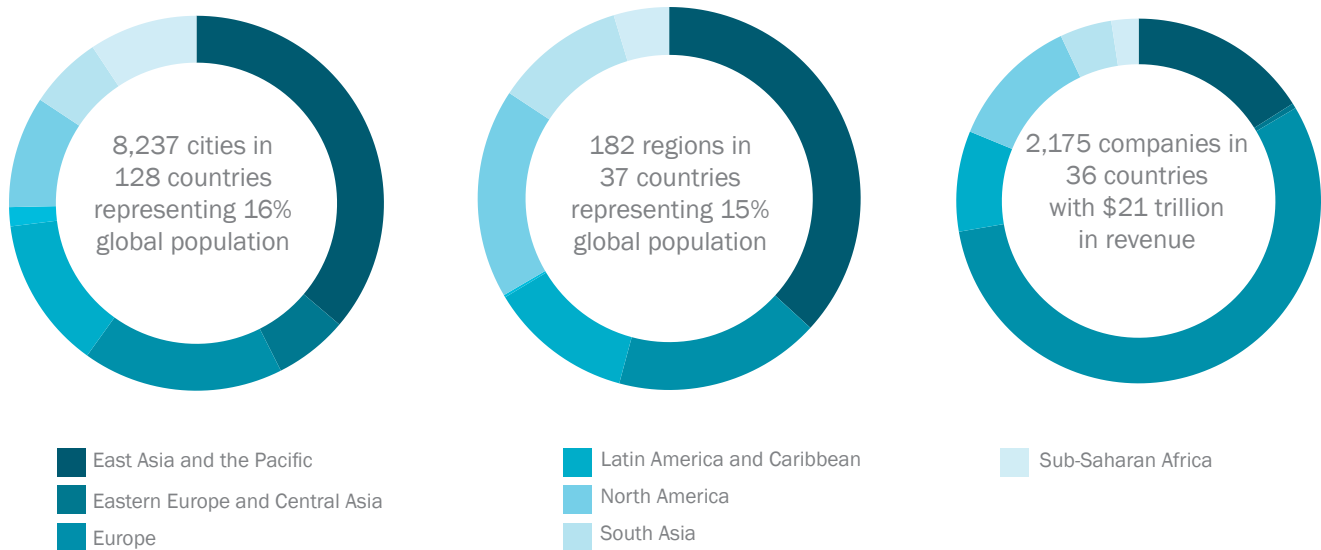 8,237 cities in
128 countries
representing 16%
global population
182 regions in
37 countries
representing 15%
global population
2,175 companies in
36 countries
with $21 trillion
in revenue
East Asia and the Pacific
Eastern Europe and Central Asia
Europe
Latin America and Caribbean
North America
South Asia
Sub-Saharan Africa